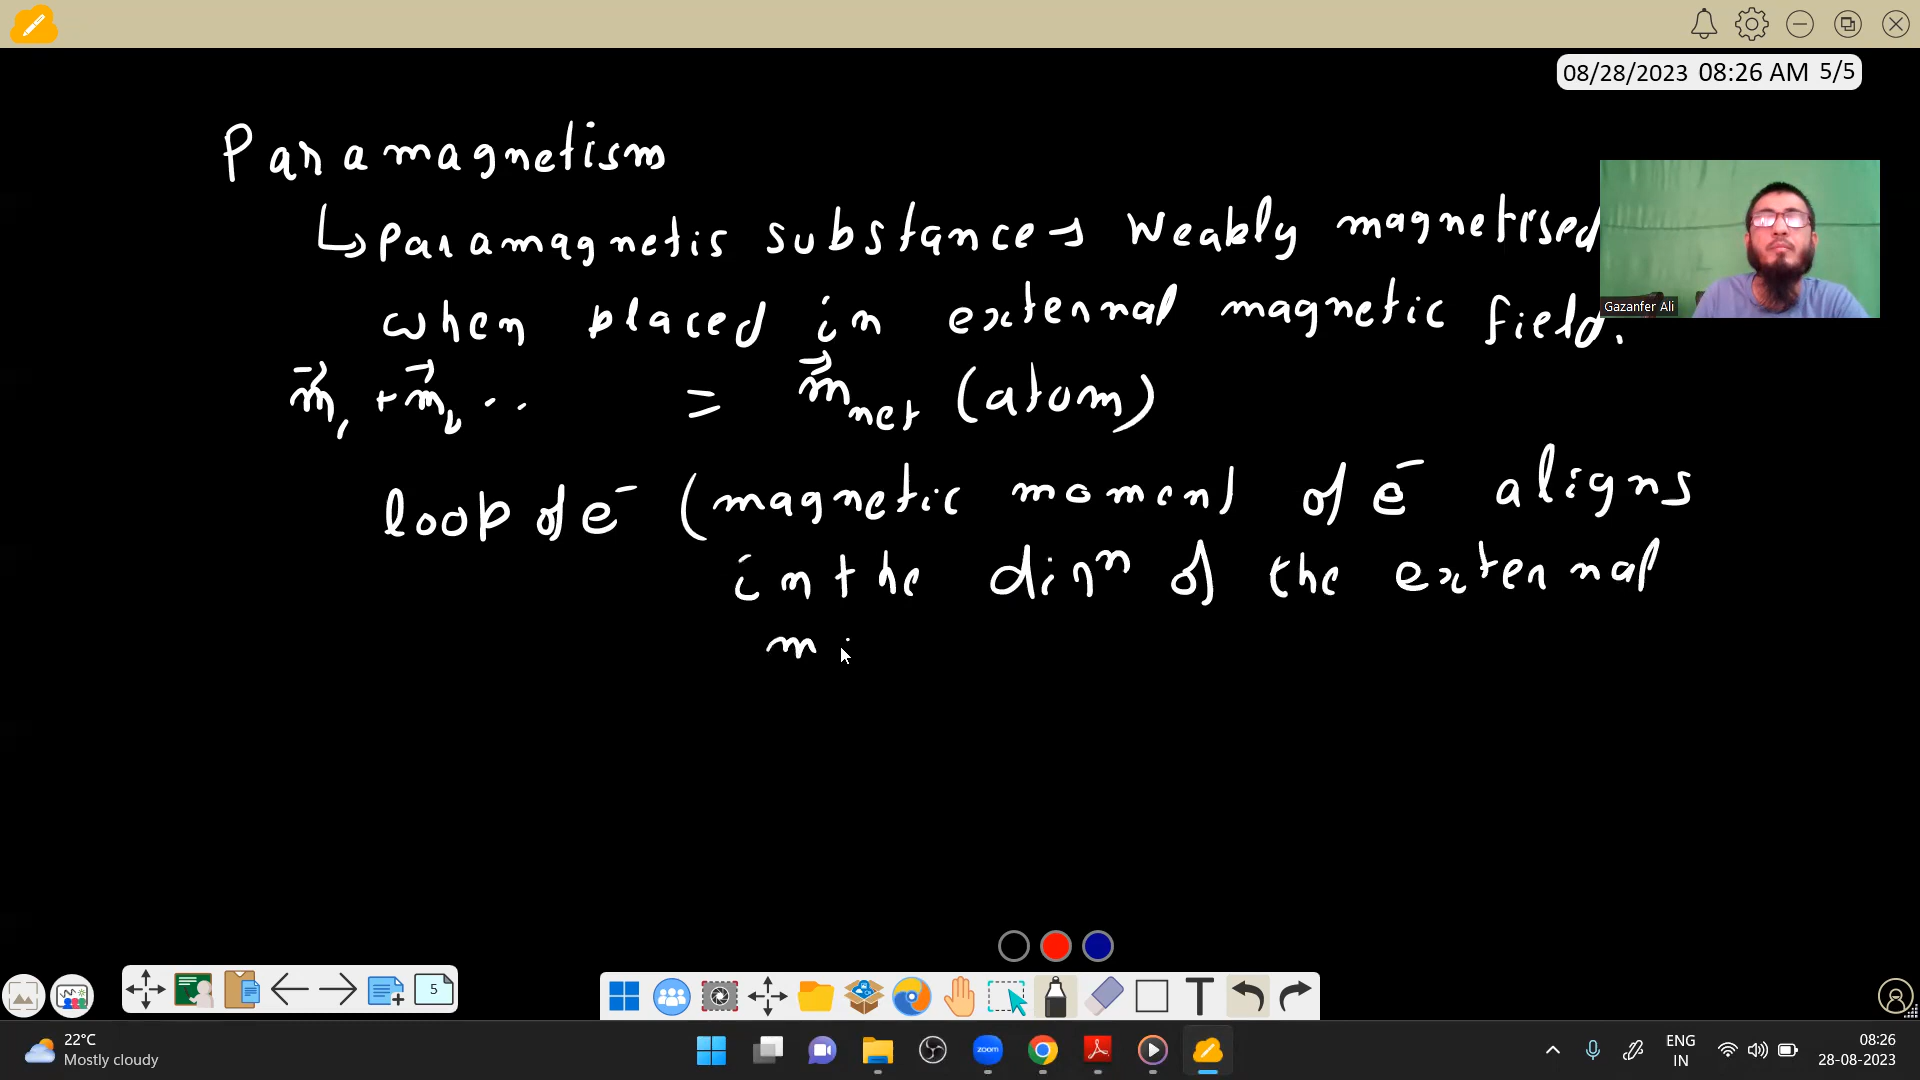 08/28/2023 08:26 AM 5/5
Paramagnetism
↳ Paramagnetic substances weakly magnetised
when placed in external magnetic field.
Gazanfer Ali
m⃗₁ + m⃗₂ .. = m⃗net (atom)
loop of e⁻ (magnetic moment of e⁻ aligns
in the dirⁿ of the external
m
5
22°C
Mostly cloudy
zoom
ENG
IN
08:26
28-08-2023